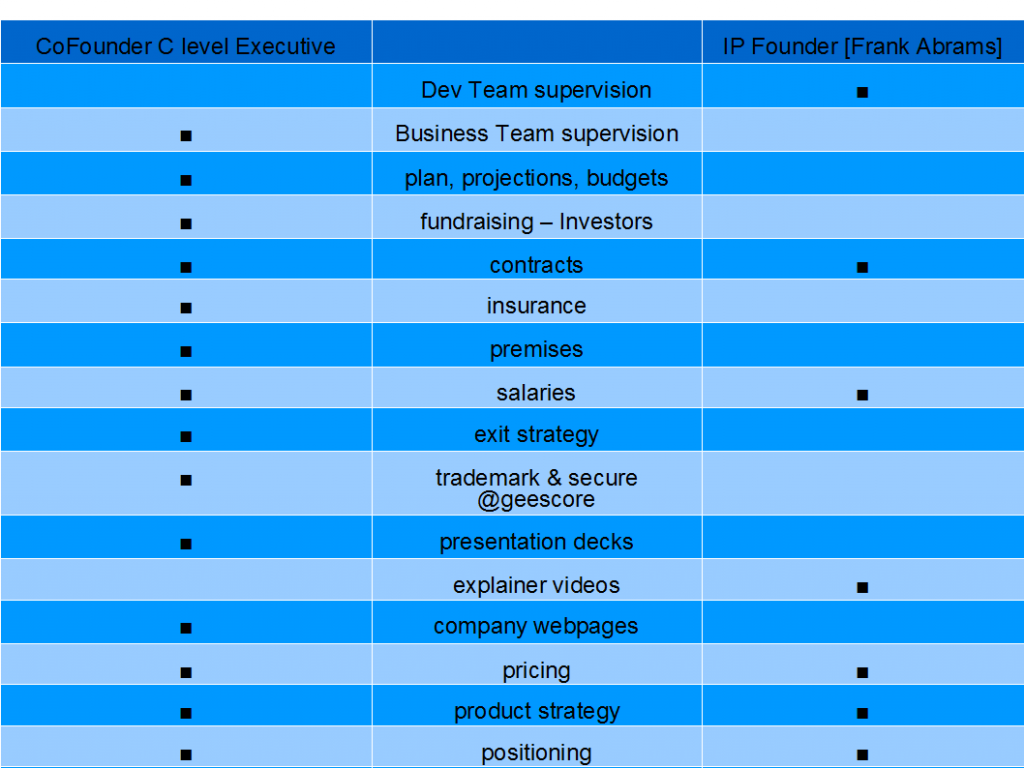 CoFounder C level Executive
IP Founder [Frank Abrams]
Dev Team supervision ■
■ Business Team supervision
■ plan, projections, budgets
■ fundraising – Investors
■ contracts ■
■ insurance
■ premises
■ salaries ■
■ exit strategy
■ trademark & secure
@geescore
■ presentation decks
explainer videos ■
■ company webpages
■ pricing ■
■ product strategy ■
■ positioning ■